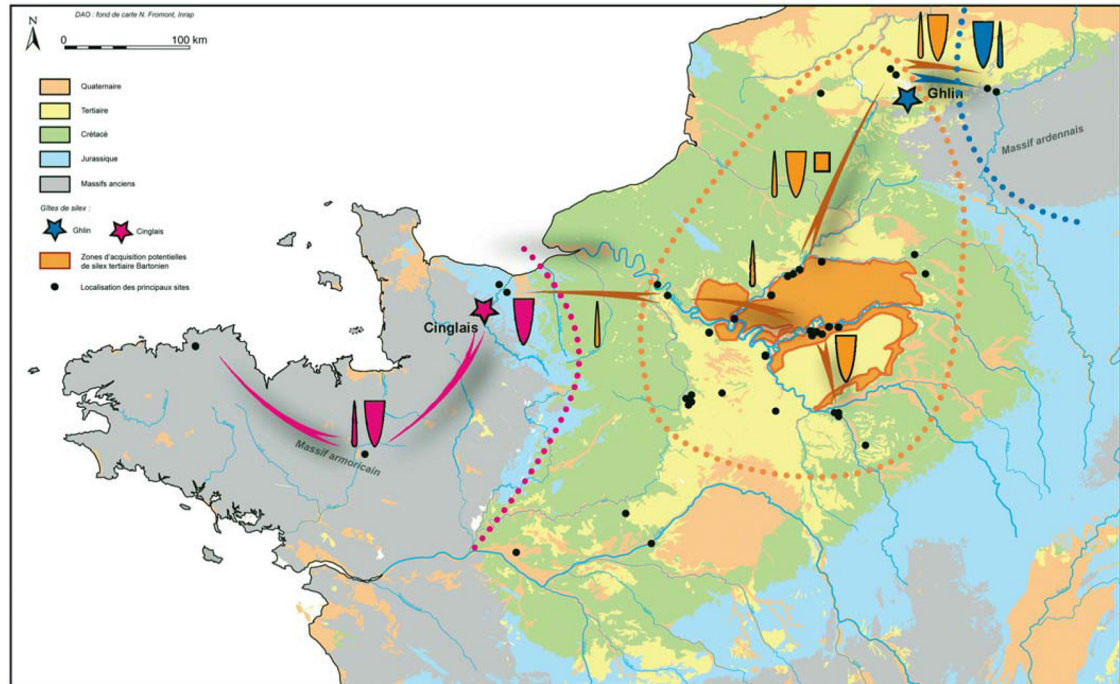 DAO : fond de carte N. Fromont, Inrap
N
0
100 km
Quaternaire
Tertiaire
Crétacé
Jurassique
Massifs anciens
Gîtes de silex :
Ghlin
Cinglais
Zones d'acquisition potentielles
de silex tertiaire Bartonien
Localisation des principaux sites
Ghlin
Massif ardennais
Cinglais
Massif armoricain